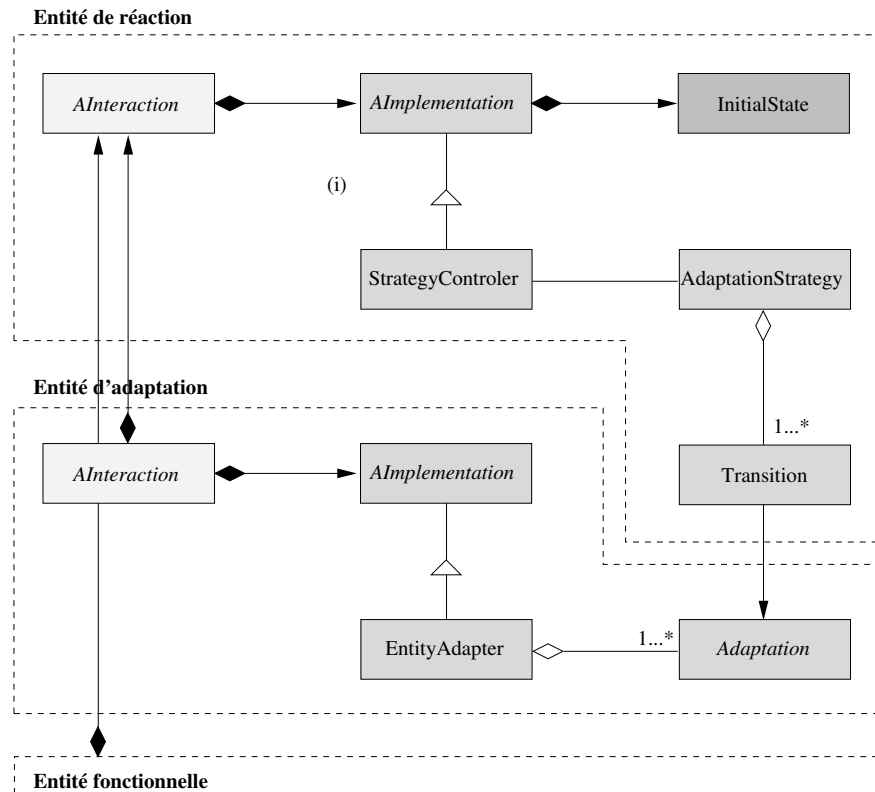 Entité de réaction
AInteraction
AImplementation
InitialState
(i)
StrategyControler
AdaptationStrategy
Entité d'adaptation
1...*
AInteraction
AImplementation
Transition
EntityAdapter
1...*
Adaptation
Entité fonctionnelle